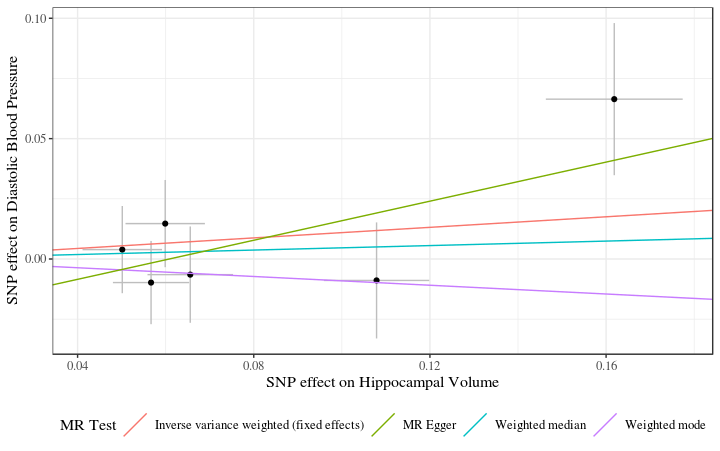 0.10
0.05
0.00
SNP effect on Diastolic Blood Pressure
0.04 0.08 0.12 0.16
SNP effect on Hippocampal Volume
MR Test Inverse variance weighted (fixed effects) MR Egger Weighted median Weighted mode